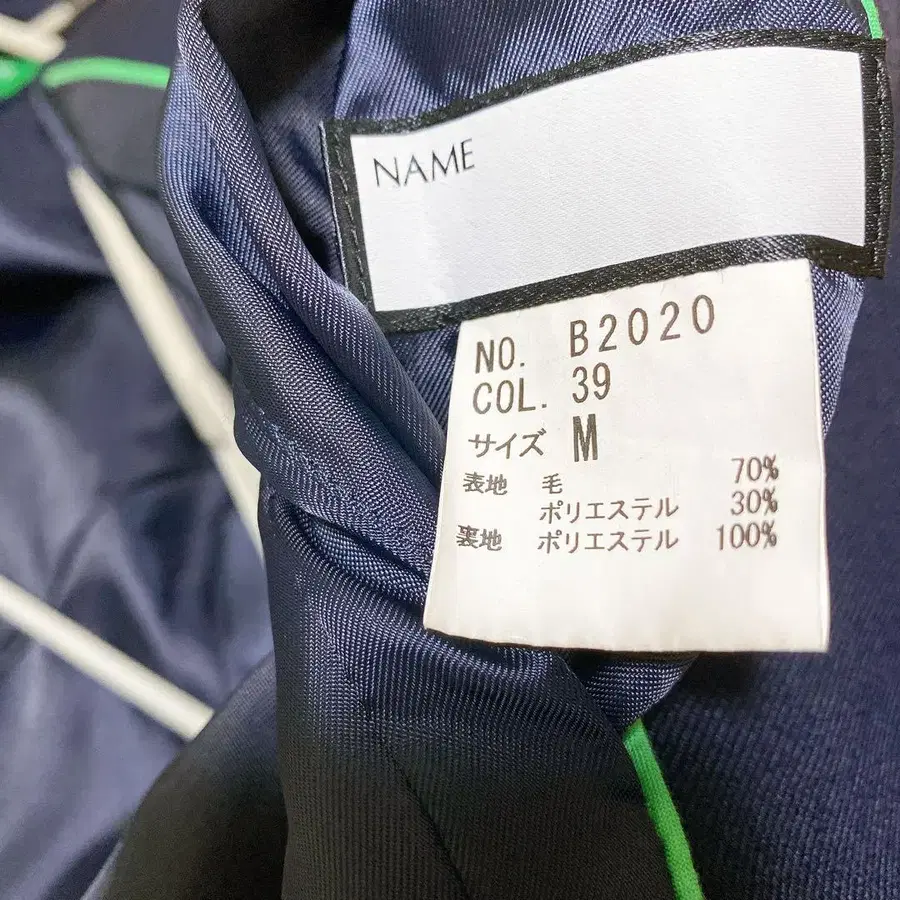 NAME
NO. B2020
COL. 39
サイズ M
表地 毛 70%
ポリエステル 30%
裏地 ポリエステル 100%